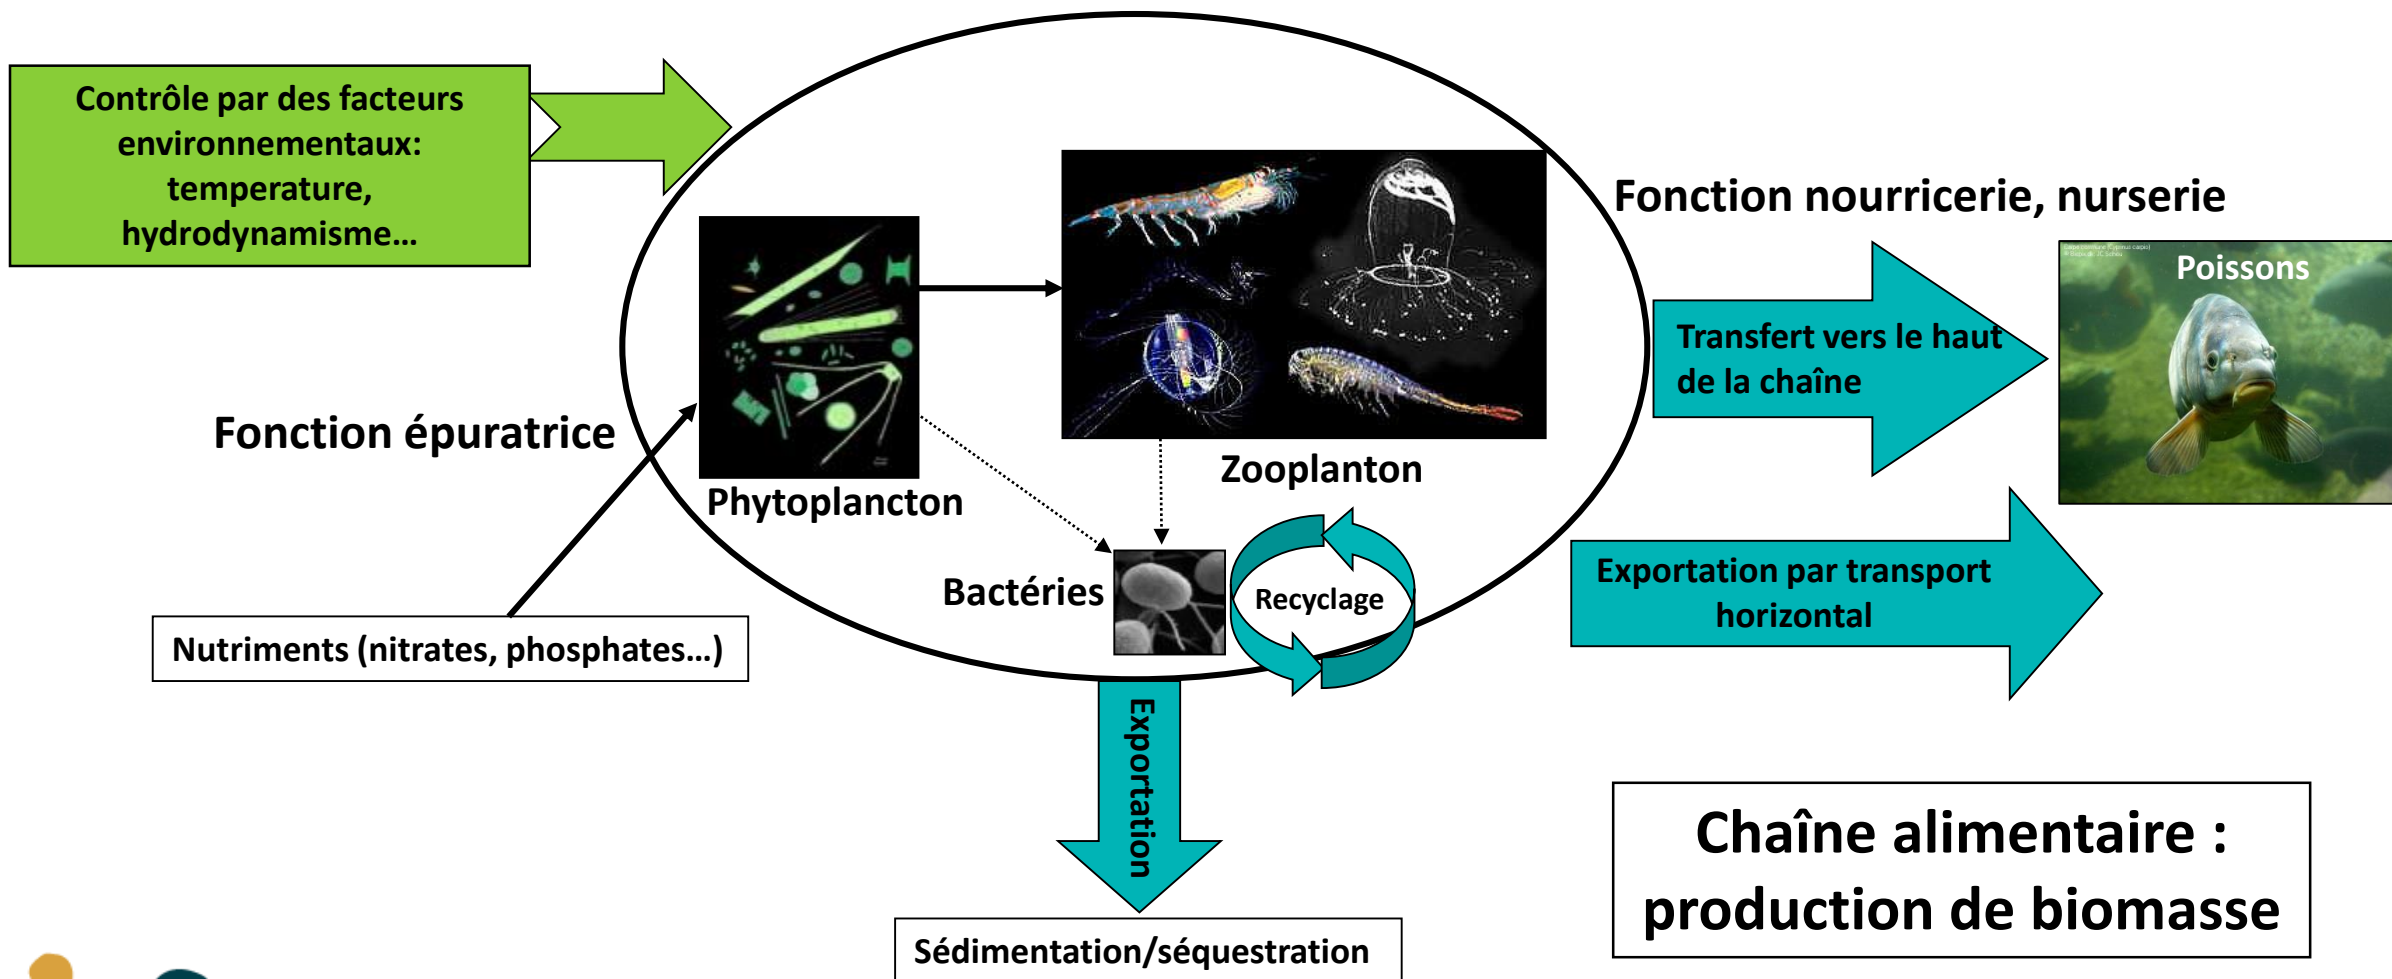 Contrôle par des facteurs
environnementaux:
temperature,
hydrodynamisme...
Fonction nourricerie, nurserie
Poissons
Transfert vers le haut
de la chaîne
Fonction épuratrice
Zooplanton
Phytoplancton
Bactéries
Recyclage
Exportation par transport
horizontal
Nutriments (nitrates, phosphates...)
Exportation
Chaîne alimentaire :
production de biomasse
Sédimentation/séquestration